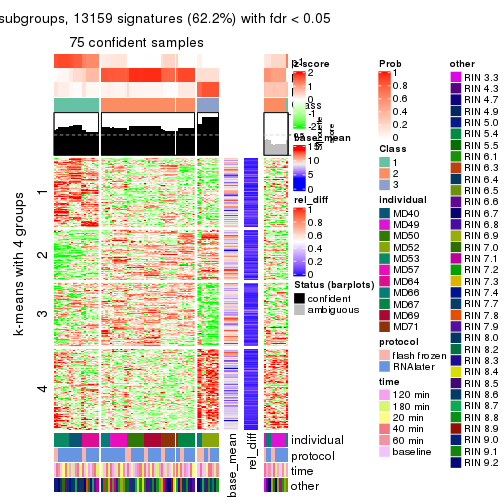 subgroups, 13159 signatures (62.2%) with fdr < 0.05
75 confident samples
k-means with 4 groups
1
2
3
4
z-score
2
1
0
-1
-2
base_mean
15
10
5
0
rel_diff
1
0.8
0.6
0.4
0.2
0
Status (barplots)
confident
ambiguous
Prob
1
0.8
0.6
0.4
0.2
0
Class
1
2
3
individual
MD40
MD49
MD50
MD52
MD53
MD57
MD64
MD66
MD67
MD69
MD71
protocol
flash frozen
RNAlater
time
120 min
180 min
20 min
40 min
60 min
baseline
other
RIN 3.3
RIN 4.3
RIN 4.7
RIN 4.9
RIN 5.0
RIN 5.4
RIN 5.5
RIN 6.1
RIN 6.3
RIN 6.4
RIN 6.5
RIN 6.6
RIN 6.7
RIN 6.8
RIN 6.9
RIN 7.0
RIN 7.1
RIN 7.2
RIN 7.3
RIN 7.4
RIN 7.7
RIN 7.8
RIN 7.9
RIN 8.0
RIN 8.2
RIN 8.3
RIN 8.4
RIN 8.5
RIN 8.6
RIN 8.7
RIN 8.8
RIN 8.9
RIN 9.0
RIN 9.1
RIN 9.2
individual
protocol
time
other
base_mean
rel_diff